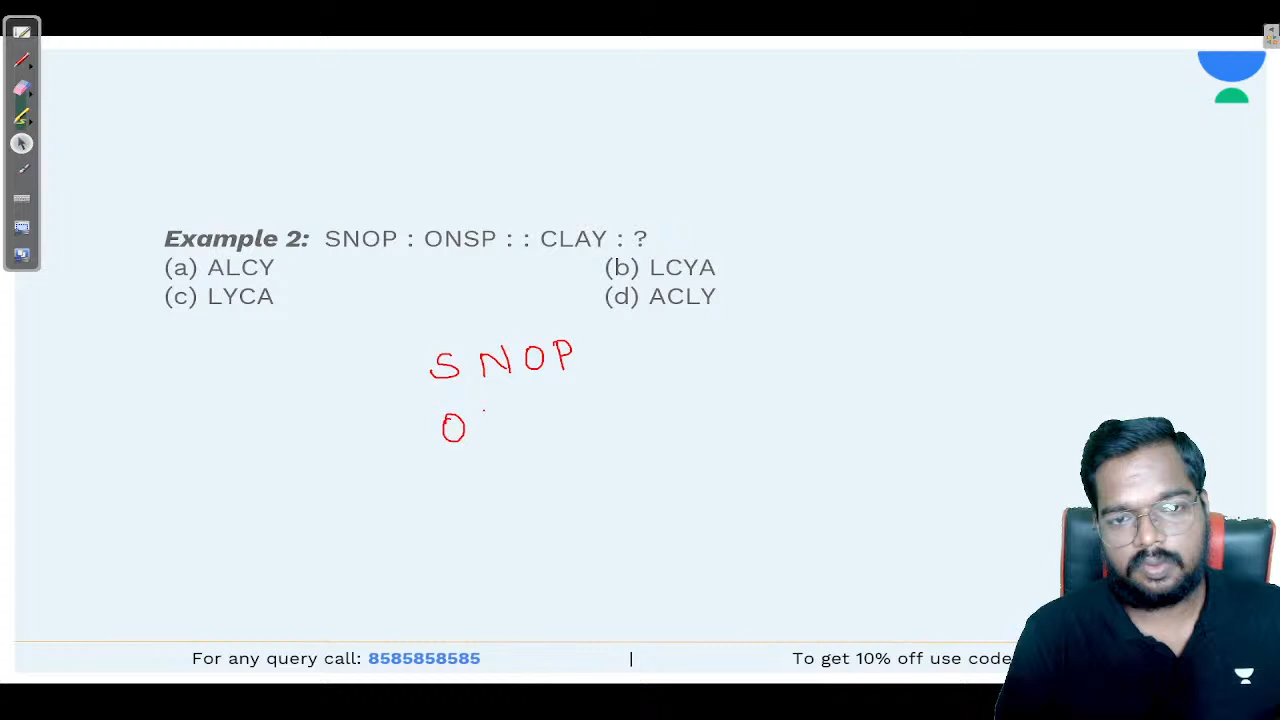 Example 2: SNOP : ONSP : : CLAY : ?
(a) ALCY (b) LCYA
(c) LYCA (d) ACLY
S N O P
O
For any query call: 8585858585 | To get 10% off use code